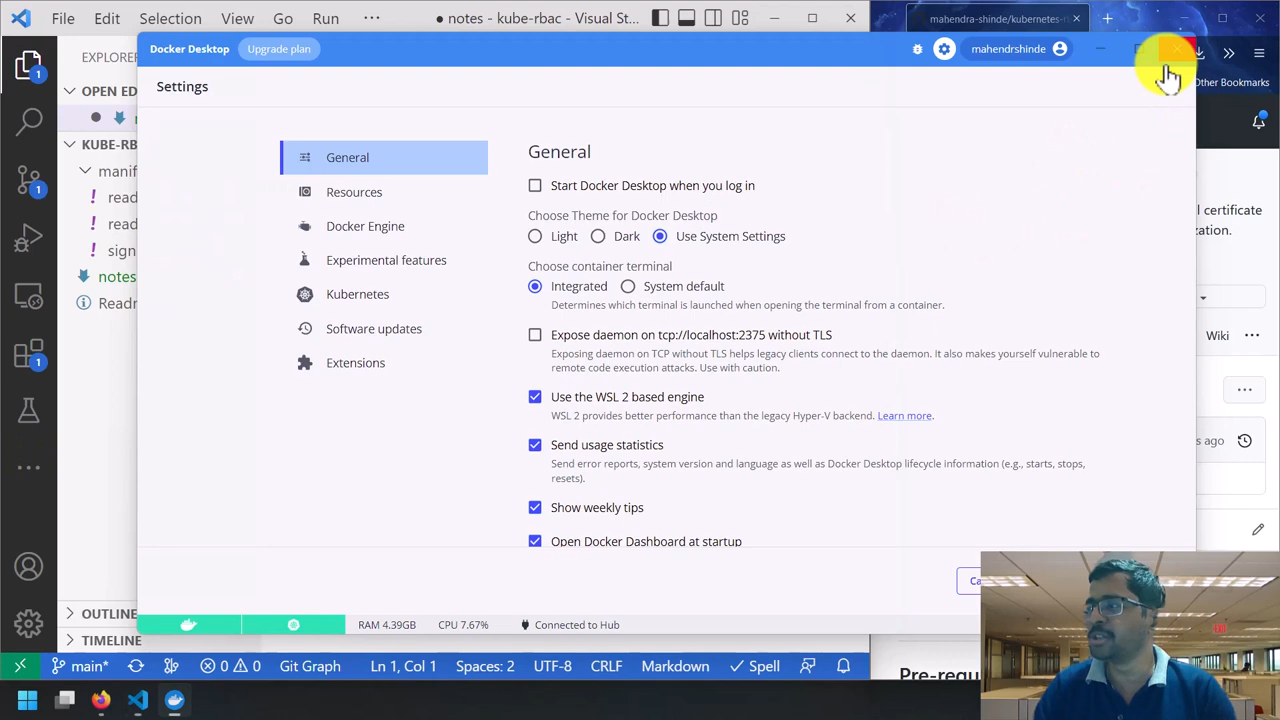 File Edit Selection View Go Run ··· ● notes - kube-rbac - Visual St...
mahendra-shinde/kubernetes-r
Docker Desktop Upgrade plan mahendrshinde
EXPLORER
Other Bookmarks
Settings
OPEN ED
KUBE-RB
manif
! read
! read
! sign
notes
Readm
OUTLINE
TIMELINE
General
Resources
Docker Engine
Experimental features
Kubernetes
Software updates
Extensions
General
Start Docker Desktop when you log in
Choose Theme for Docker Desktop
Light Dark Use System Settings
Choose container terminal
Integrated System default
Determines which terminal is launched when opening the terminal from a container.
Expose daemon on tcp://localhost:2375 without TLS
Exposing daemon on TCP without TLS helps legacy clients connect to the daemon. It also makes yourself vulnerable to
remote code execution attacks. Use with caution.
Use the WSL 2 based engine
WSL 2 provides better performance than the legacy Hyper-V backend. Learn more.
Send usage statistics
Send error reports, system version and language as well as Docker Desktop lifecycle information (e.g., starts, stops,
resets).
Show weekly tips
Open Docker Dashboard at startup
Ca
RAM 4.39GB CPU 7.67% Connected to Hub
l certificate
zation.
Wiki ···
s ago
Pre-requ
main* 0 0 Git Graph Ln 1, Col 1 Spaces: 2 UTF-8 CRLF Markdown Spell